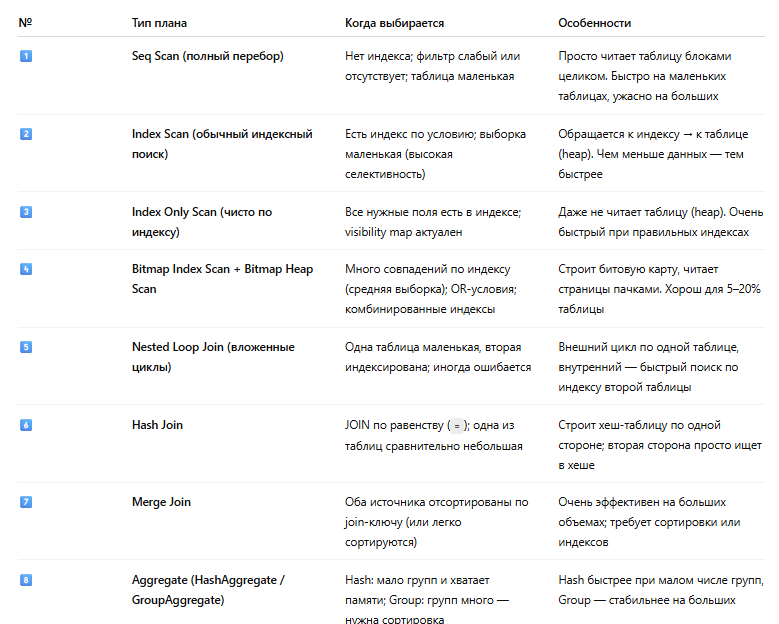 № Тип плана Когда выбирается Особенности
1 Seq Scan (полный перебор) Нет индекса; фильтр слабый или Просто читает таблицу блоками
отсутствует; таблица маленькая целиком. Быстро на маленьких
таблицах, ужасно на больших
2 Index Scan (обычный индексный Есть индекс по условию; выборка Обращается к индексу → к таблице
поиск) маленькая (высокая (heap). Чем меньше данных — тем
селективность) быстрее
3 Index Only Scan (чисто по Все нужные поля есть в индексе; Даже не читает таблицу (heap). Очень
индексу) visibility map актуален быстрый при правильных индексах
4 Bitmap Index Scan + Bitmap Heap Много совпадений по индексу Строит битовую карту, читает
Scan (средняя выборка); OR-условия; страницы пачками. Хорош для 5–20%
комбинированные индексы таблицы
5 Nested Loop Join (вложенные Одна таблица маленькая, вторая Внешний цикл по одной таблице,
циклы) индексирована; иногда ошибается внутренний — быстрый поиск по
индексу второй таблицы
6 Hash Join JOIN по равенству ( = ); одна из Строит хеш-таблицу по одной
таблиц сравнительно небольшая стороне; вторая сторона просто ищет
в хеше
7 Merge Join Оба источника отсортированы по Очень эффективен на больших
join-ключу (или легко объемах; требует сортировки или
сортируются) индексов
8 Aggregate (HashAggregate / Hash: мало групп и хватает Hash быстрее при малом числе групп,
GroupAggregate) памяти; Group: групп много — Group — стабильнее на больших
нужна сортировка